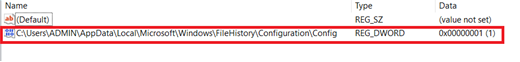 Name Type Data
(Default) REG_SZ (value not set)
C:\Users\ADMIN\AppData\Local\Microsoft\Windows\FileHistory\Configuration\Config REG_DWORD 0x00000001 (1)